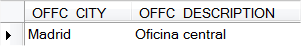 OFFC_CITY OFFC_DESCRIPTION
Madrid Oficina central